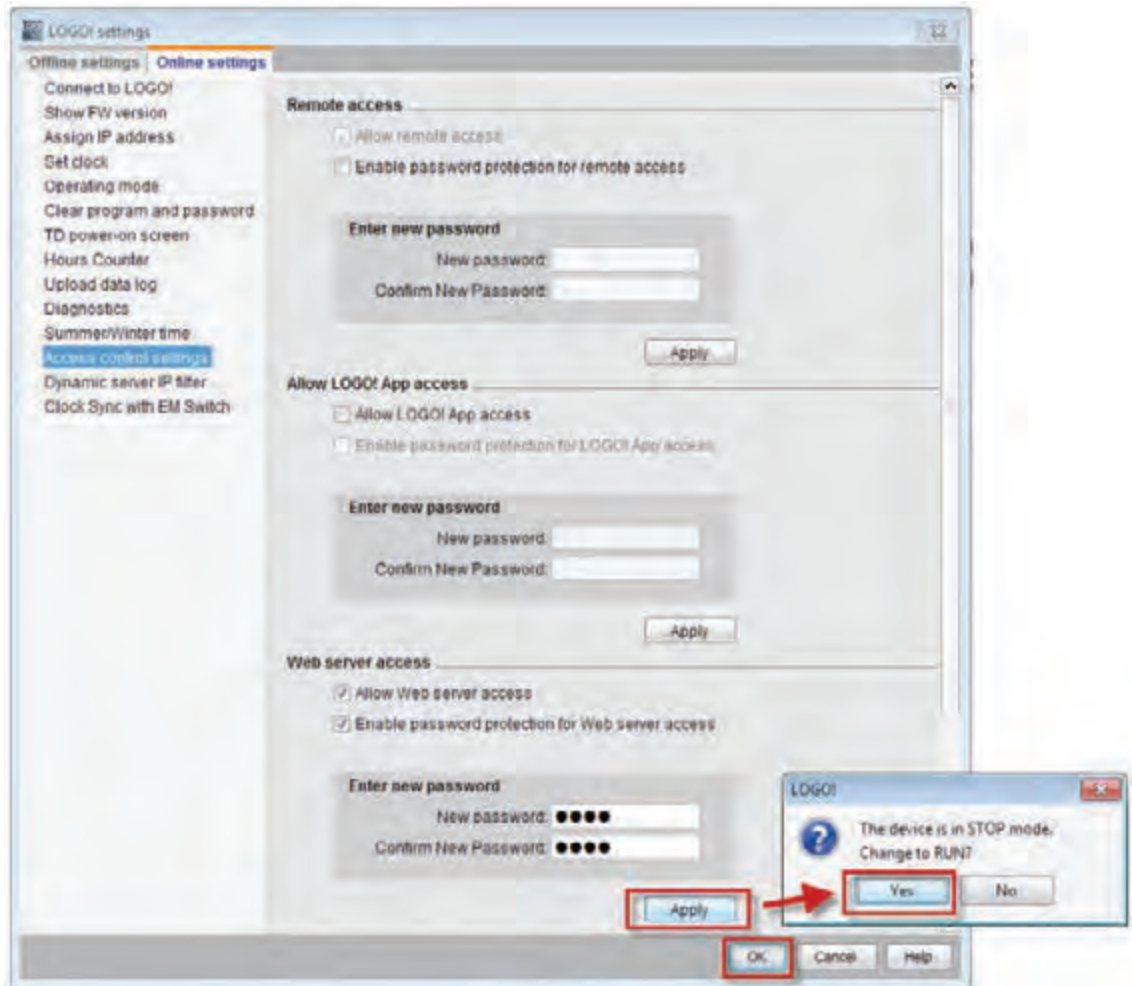 LOGO! settings
Offline settings
Online settings
Connect to LOGO!
Show FW version
Assign IP address
Set clock
Operating mode
Clear program and password
TD power-on screen
Hours Counter
Upload data log
Diagnostics
Summer/Winter time
Access control settings
Dynamic server IP filter
Clock Sync with EM Switch
Remote access
Allow remote access
Enable password protection for remote access
Enter new password
New password:
Confirm New Password:
Apply
Allow LOGO! App access
Allow LOGO! App access
Enable password protection for LOGO! App access
Enter new password
New password:
Confirm New Password:
Apply
Web server access
Allow Web server access
Enable password protection for Web server access
Enter new password
New password: ●●●●
Confirm New Password: ●●●●
Apply
OK
Cancel
Help
LOGO!
The device is in STOP mode.
Change to RUN?
Yes
No